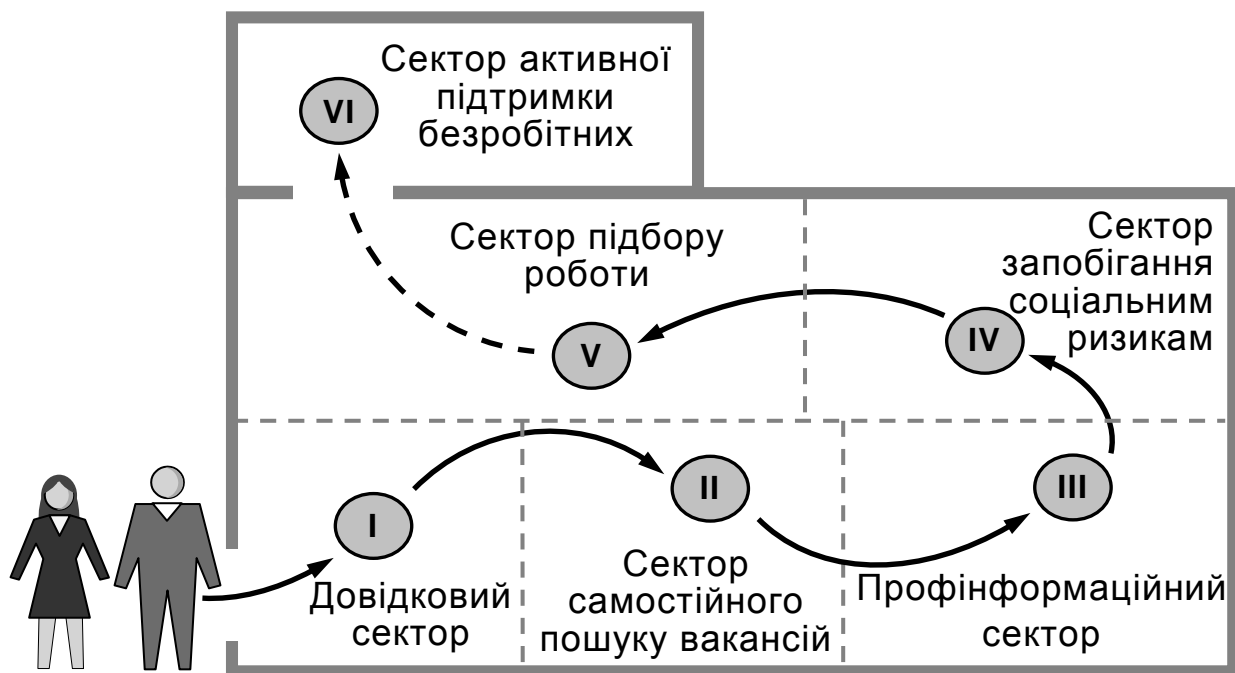 Сектор активної
підтримки
безробітних
VI
Сектор підбору
роботи
V
Сектор
запобігання
соціальним
ризикам
IV
I
Довідковий
сектор
II
Сектор
самостійного
пошуку вакансій
III
Профінформаційний
сектор